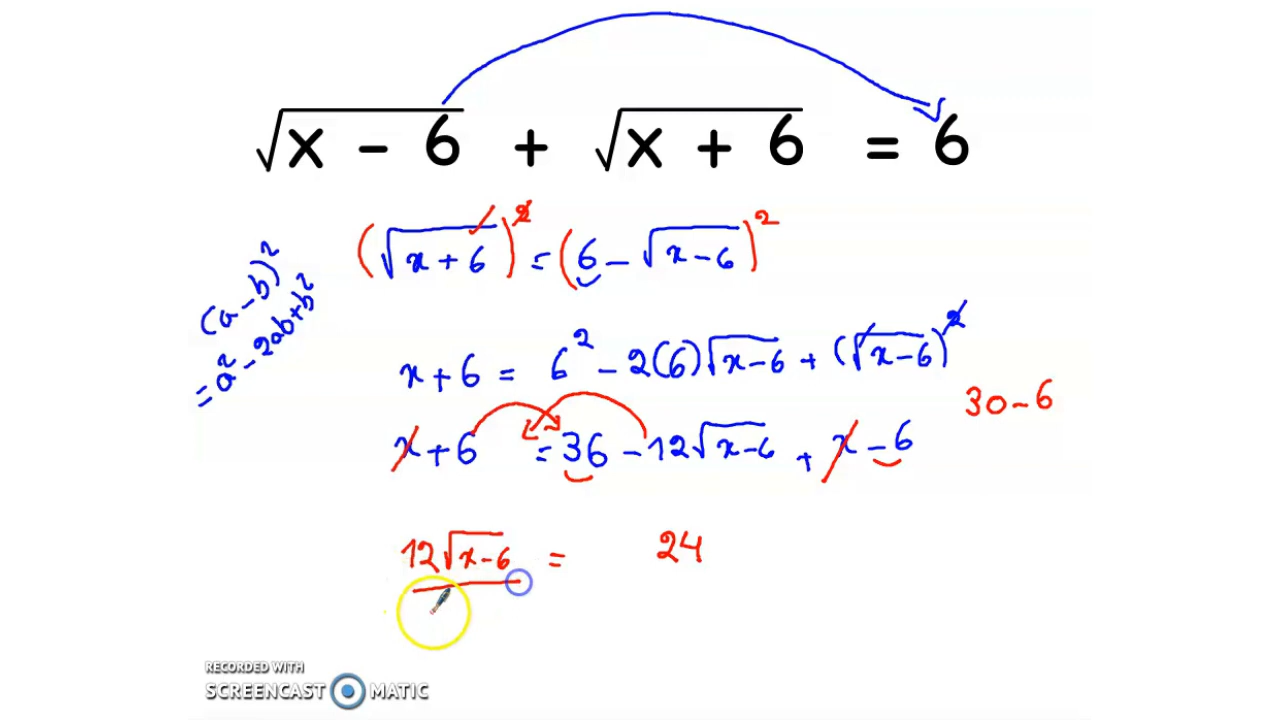 √x - 6 + √x + 6 = 6
(√x + 6)² = (6 - √x - 6)²
(a - b)²
= a² - 2ab + b²
x + 6 = 6² - 2(6)√x - 6 + (√x - 6)²
30 - 6
x + 6 = 36 - 12√x - 6 + x - 6
12√x - 6 = 24
RECORDED WITH
SCREENCAST MATIC